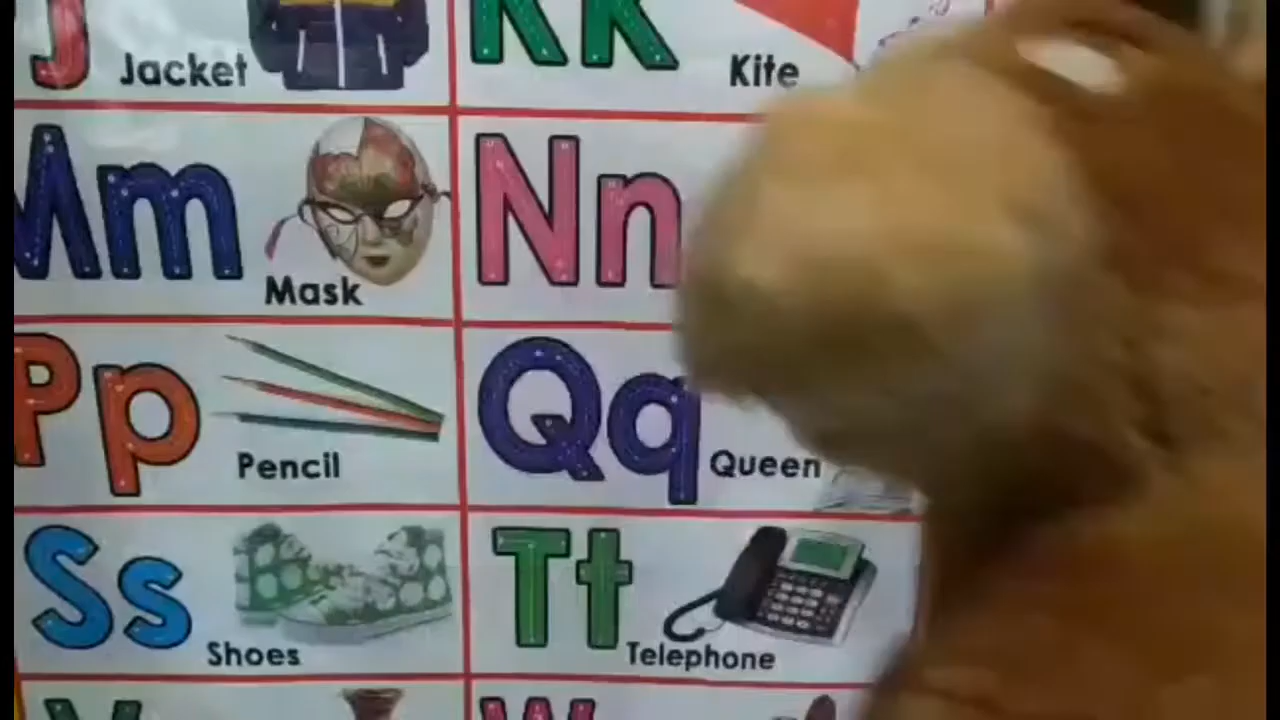 J Jacket
Kk Kite
Mm Mask
Nn
Pp Pencil
Qq Queen
Ss Shoes
Tt Telephone